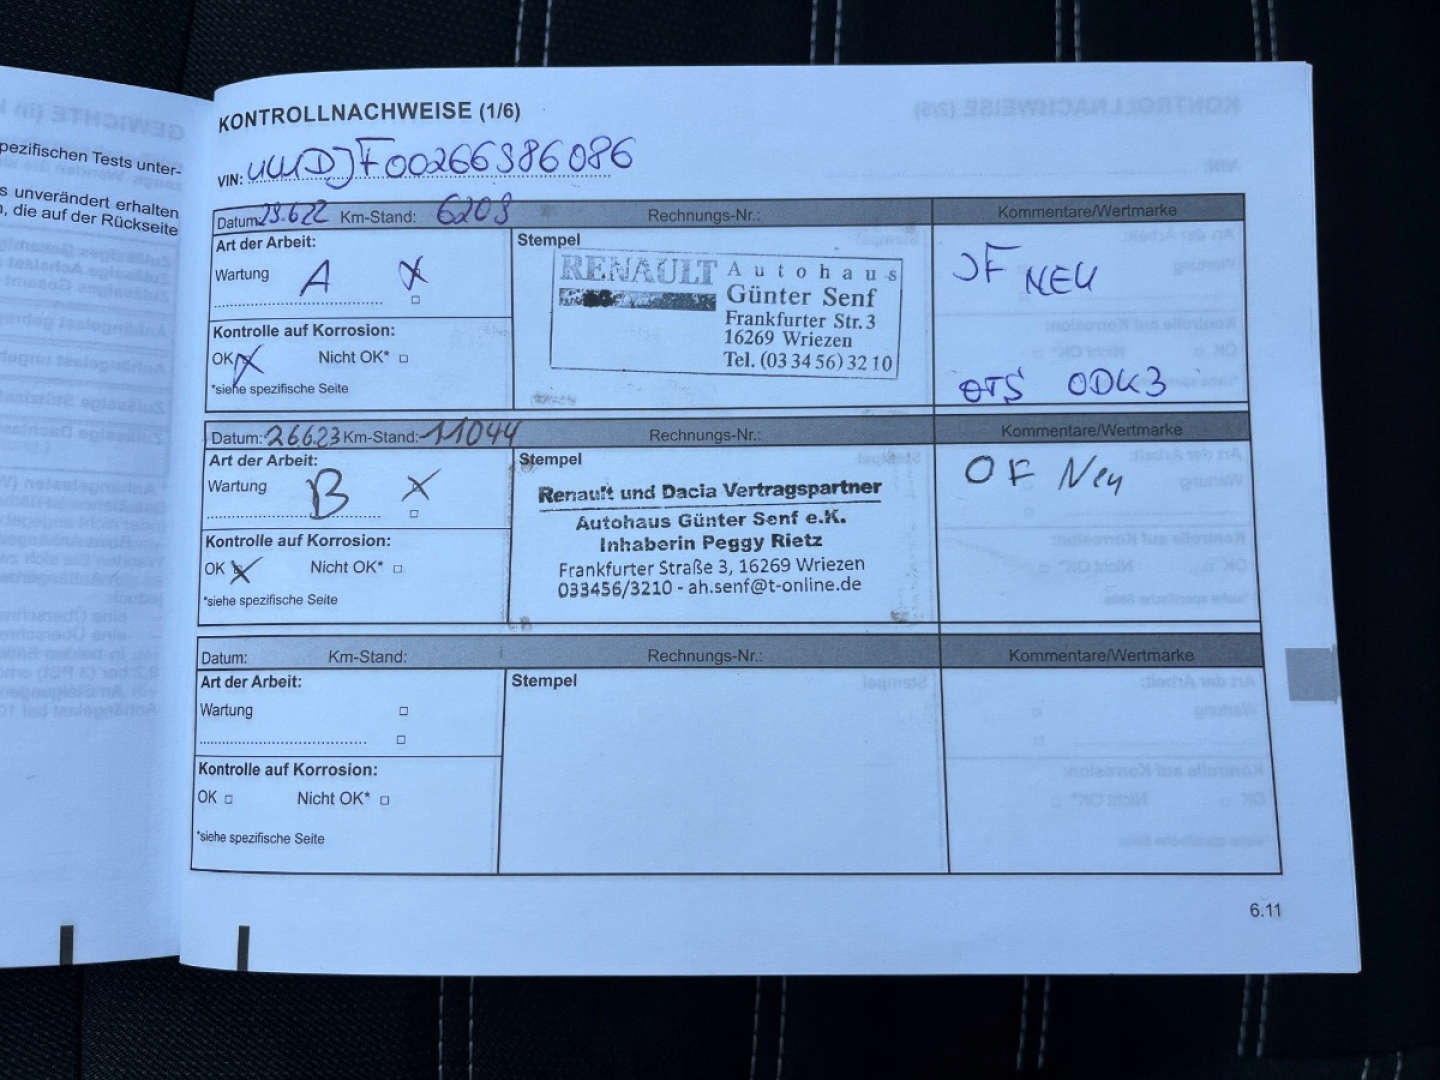 pezifischen Tests unter-
s unverändert erhalten
, die auf der Rückseite
KONTROLLNACHWEISE (1/6)
VIN: UU1DJF00266986086
Datum: 29.6.22 Km-Stand: 6209 Rechnungs-Nr.: Kommentare/Wertmarke
Art der Arbeit:
Wartung A X
Kontrolle auf Korrosion:
OK X Nicht OK* □
*siehe spezifische Seite
Stempel
RENAULT Autohaus
Günter Senf
Frankfurter Str. 3
16269 Wriezen
Tel. (03 34 56) 32 10
NEU
ODK3
Datum: 26.6.23 Km-Stand: 11044 Rechnungs-Nr.: Kommentare/Wertmarke
Art der Arbeit:
Wartung B X
Kontrolle auf Korrosion:
OK X Nicht OK* □
*siehe spezifische Seite
Stempel
Renault und Dacia Vertragspartner
Autohaus Günter Senf e.K.
Inhaberin Peggy Rietz
Frankfurter Straße 3, 16269 Wriezen
033456/3210 - ah.senf@t-online.de
OF Neu
Datum: Km-Stand: Rechnungs-Nr.: Kommentare/Wertmarke
Art der Arbeit:
Wartung □
Kontrolle auf Korrosion:
OK □ Nicht OK* □
*siehe spezifische Seite
Stempel
6.11